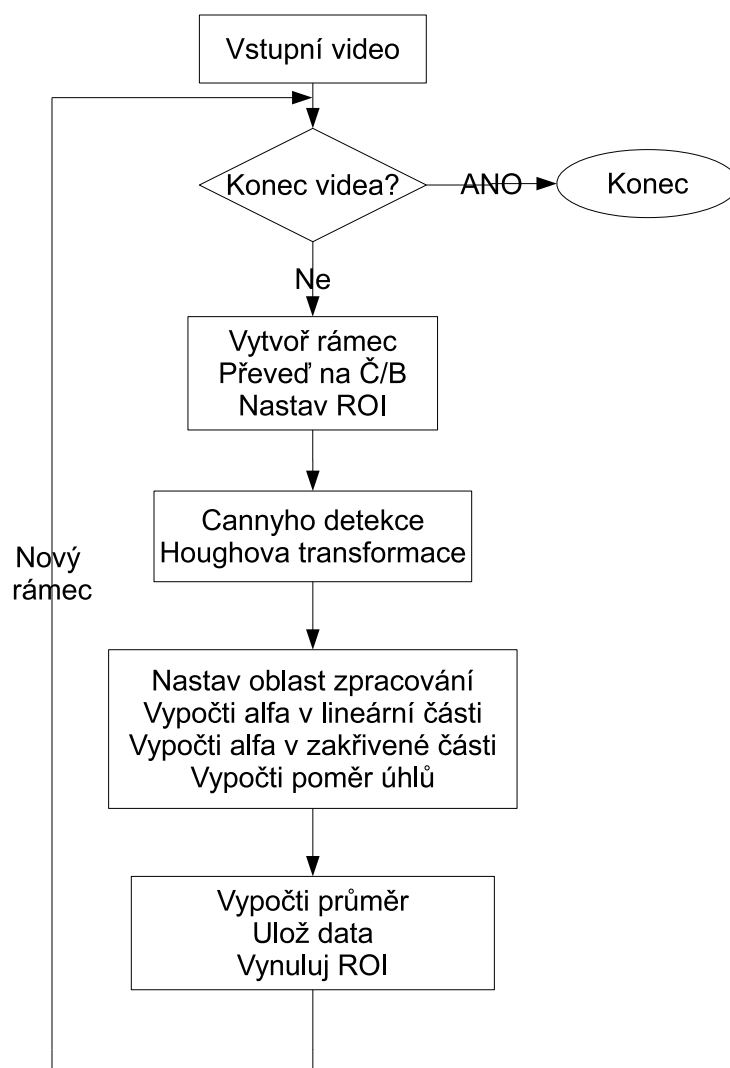 Vstupní video
Konec videa?
ANO
Konec
Ne
Vytvoř rámec
Převeď na Č/B
Nastav ROI
Cannyho detekce
Houghova transformace
Nový
rámec
Nastav oblast zpracování
Vypočti alfa v lineární části
Vypočti alfa v zakřivené části
Vypočti poměr úhlů
Vypočti průměr
Ulož data
Vynuluj ROI